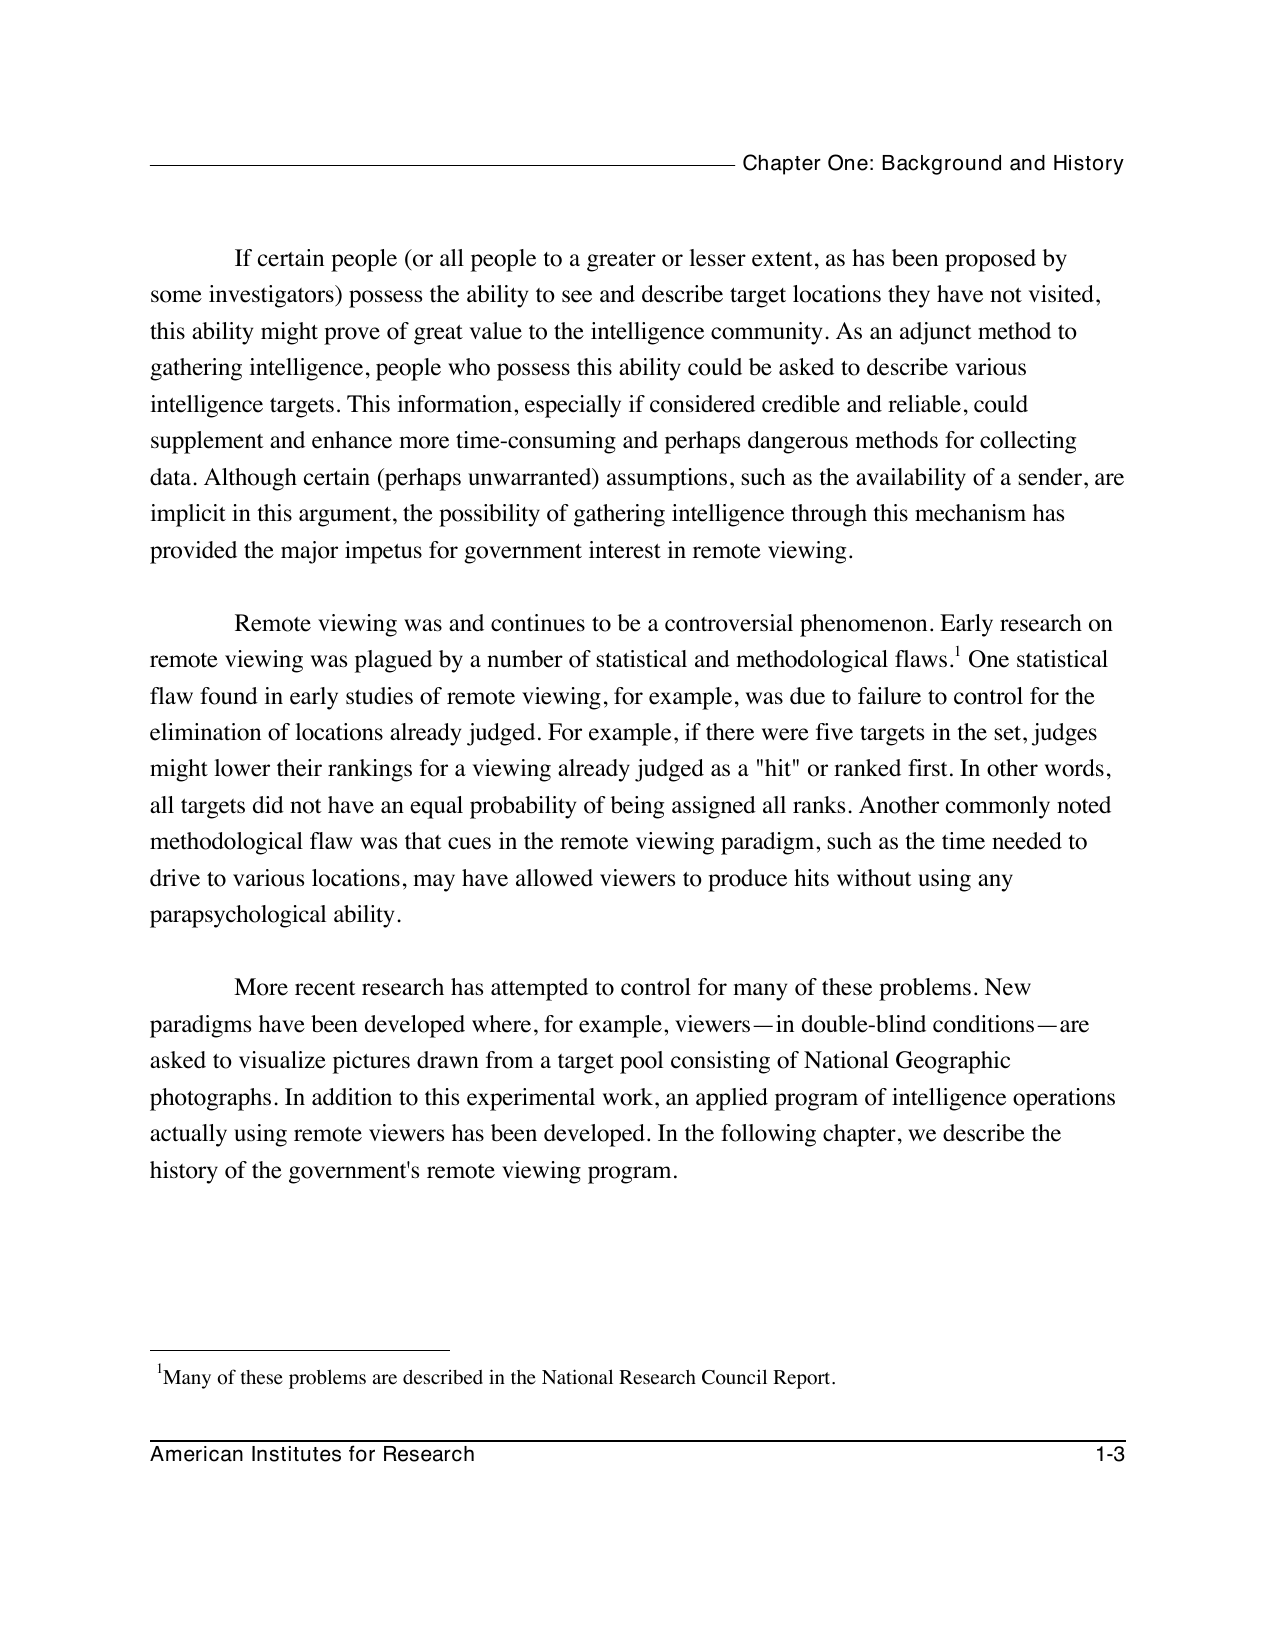 Chapter One: Background and History
If certain people (or all people to a greater or lesser extent, as has been proposed by
some investigators) possess the ability to see and describe target locations they have not visited,
this ability might prove of great value to the intelligence community. As an adjunct method to
gathering intelligence, people who possess this ability could be asked to describe various
intelligence targets. This information, especially if considered credible and reliable, could
supplement and enhance more time-consuming and perhaps dangerous methods for collecting
data. Although certain (perhaps unwarranted) assumptions, such as the availability of a sender, are
implicit in this argument, the possibility of gathering intelligence through this mechanism has
provided the major impetus for government interest in remote viewing.
Remote viewing was and continues to be a controversial phenomenon. Early research on
remote viewing was plagued by a number of statistical and methodological flaws.1 One statistical
flaw found in early studies of remote viewing, for example, was due to failure to control for the
elimination of locations already judged. For example, if there were five targets in the set, judges
might lower their rankings for a viewing already judged as a "hit" or ranked first. In other words,
all targets did not have an equal probability of being assigned all ranks. Another commonly noted
methodological flaw was that cues in the remote viewing paradigm, such as the time needed to
drive to various locations, may have allowed viewers to produce hits without using any
parapsychological ability.
More recent research has attempted to control for many of these problems. New
paradigms have been developed where, for example, viewers—in double-blind conditions—are
asked to visualize pictures drawn from a target pool consisting of National Geographic
photographs. In addition to this experimental work, an applied program of intelligence operations
actually using remote viewers has been developed. In the following chapter, we describe the
history of the government's remote viewing program.
1Many of these problems are described in the National Research Council Report.
American Institutes for Research 1-3